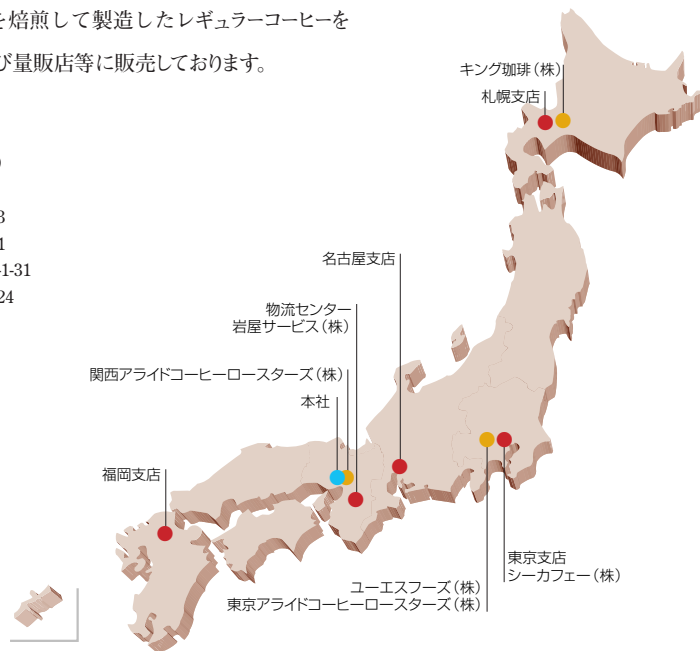 を焙煎して製造したレギュラーコーヒーを
び量販店等に販売しております。
)
3
1
-1-31
24
キング珈琲(株)
札幌支店
名古屋支店
物流センター
岩屋サービス(株)
関西アライドコーヒーロースターズ(株)
本社
福岡支店
東京支店
シーカフェー(株)
ユーエスフーズ(株)
東京アライドコーヒーロースターズ(株)